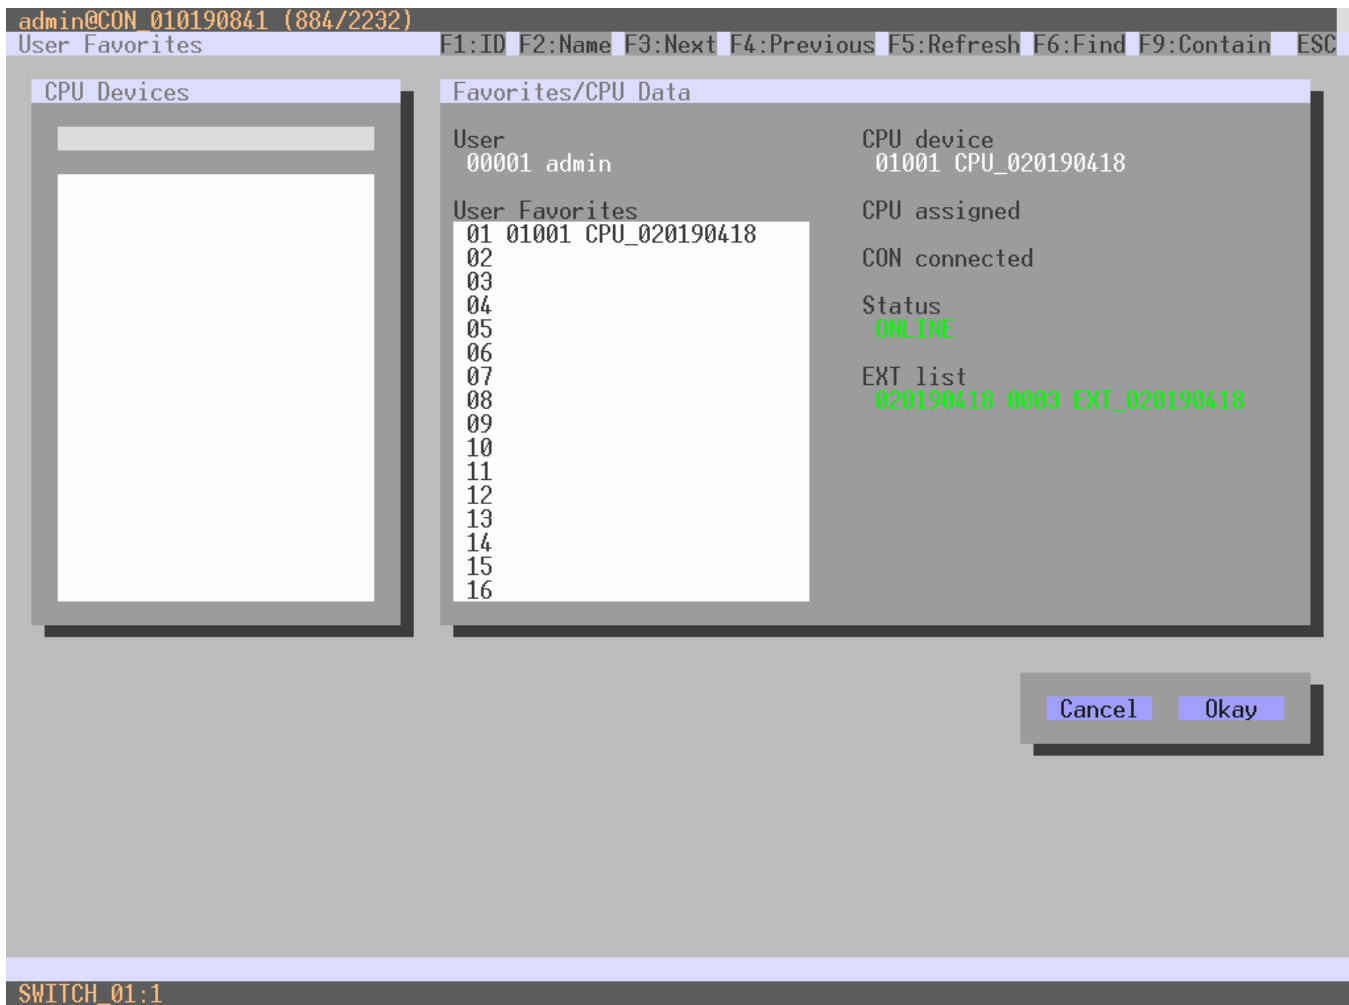 admin@CON_010190841 (884/2232)
User Favorites F1:ID F2:Name F3:Next F4:Previous F5:Refresh F6:Find F9:Contain ESC
CPU Devices
Favorites/CPU Data
User
00001 admin
User Favorites
01 01001 CPU_020190418
02
03
04
05
06
07
08
09
10
11
12
13
14
15
16
CPU device
01001 CPU_020190418
CPU assigned
CON connected
Status
ONLINE
EXT list
020190418 0003 EXT_020190418
Cancel Okay
SWITCH_01:1